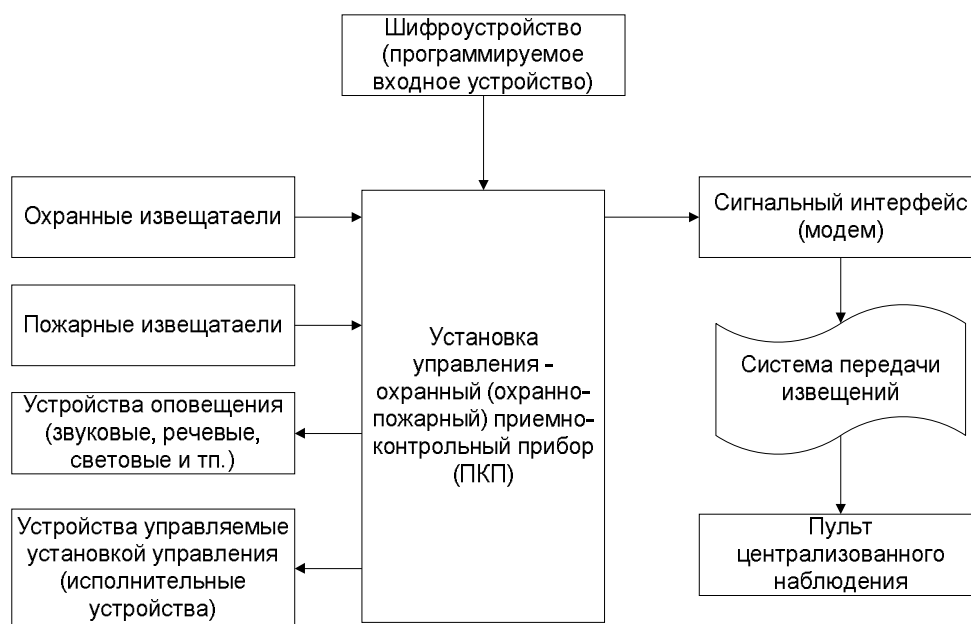 Шифроустройство
(программируемое
входное устройство)
Охранные извещатаели
Пожарные извещатаели
Устройства оповещения
(звуковые, речевые,
световые и тп.)
Устройства управляемые
установкой управления
(исполнительные
устройства)
Установка
управления -
охранный (охранно-
пожарный) приемно-
контрольный прибор
(ПКП)
Сигнальный интерфейс
(модем)
Система передачи
извещений
Пульт
централизованного
наблюдения